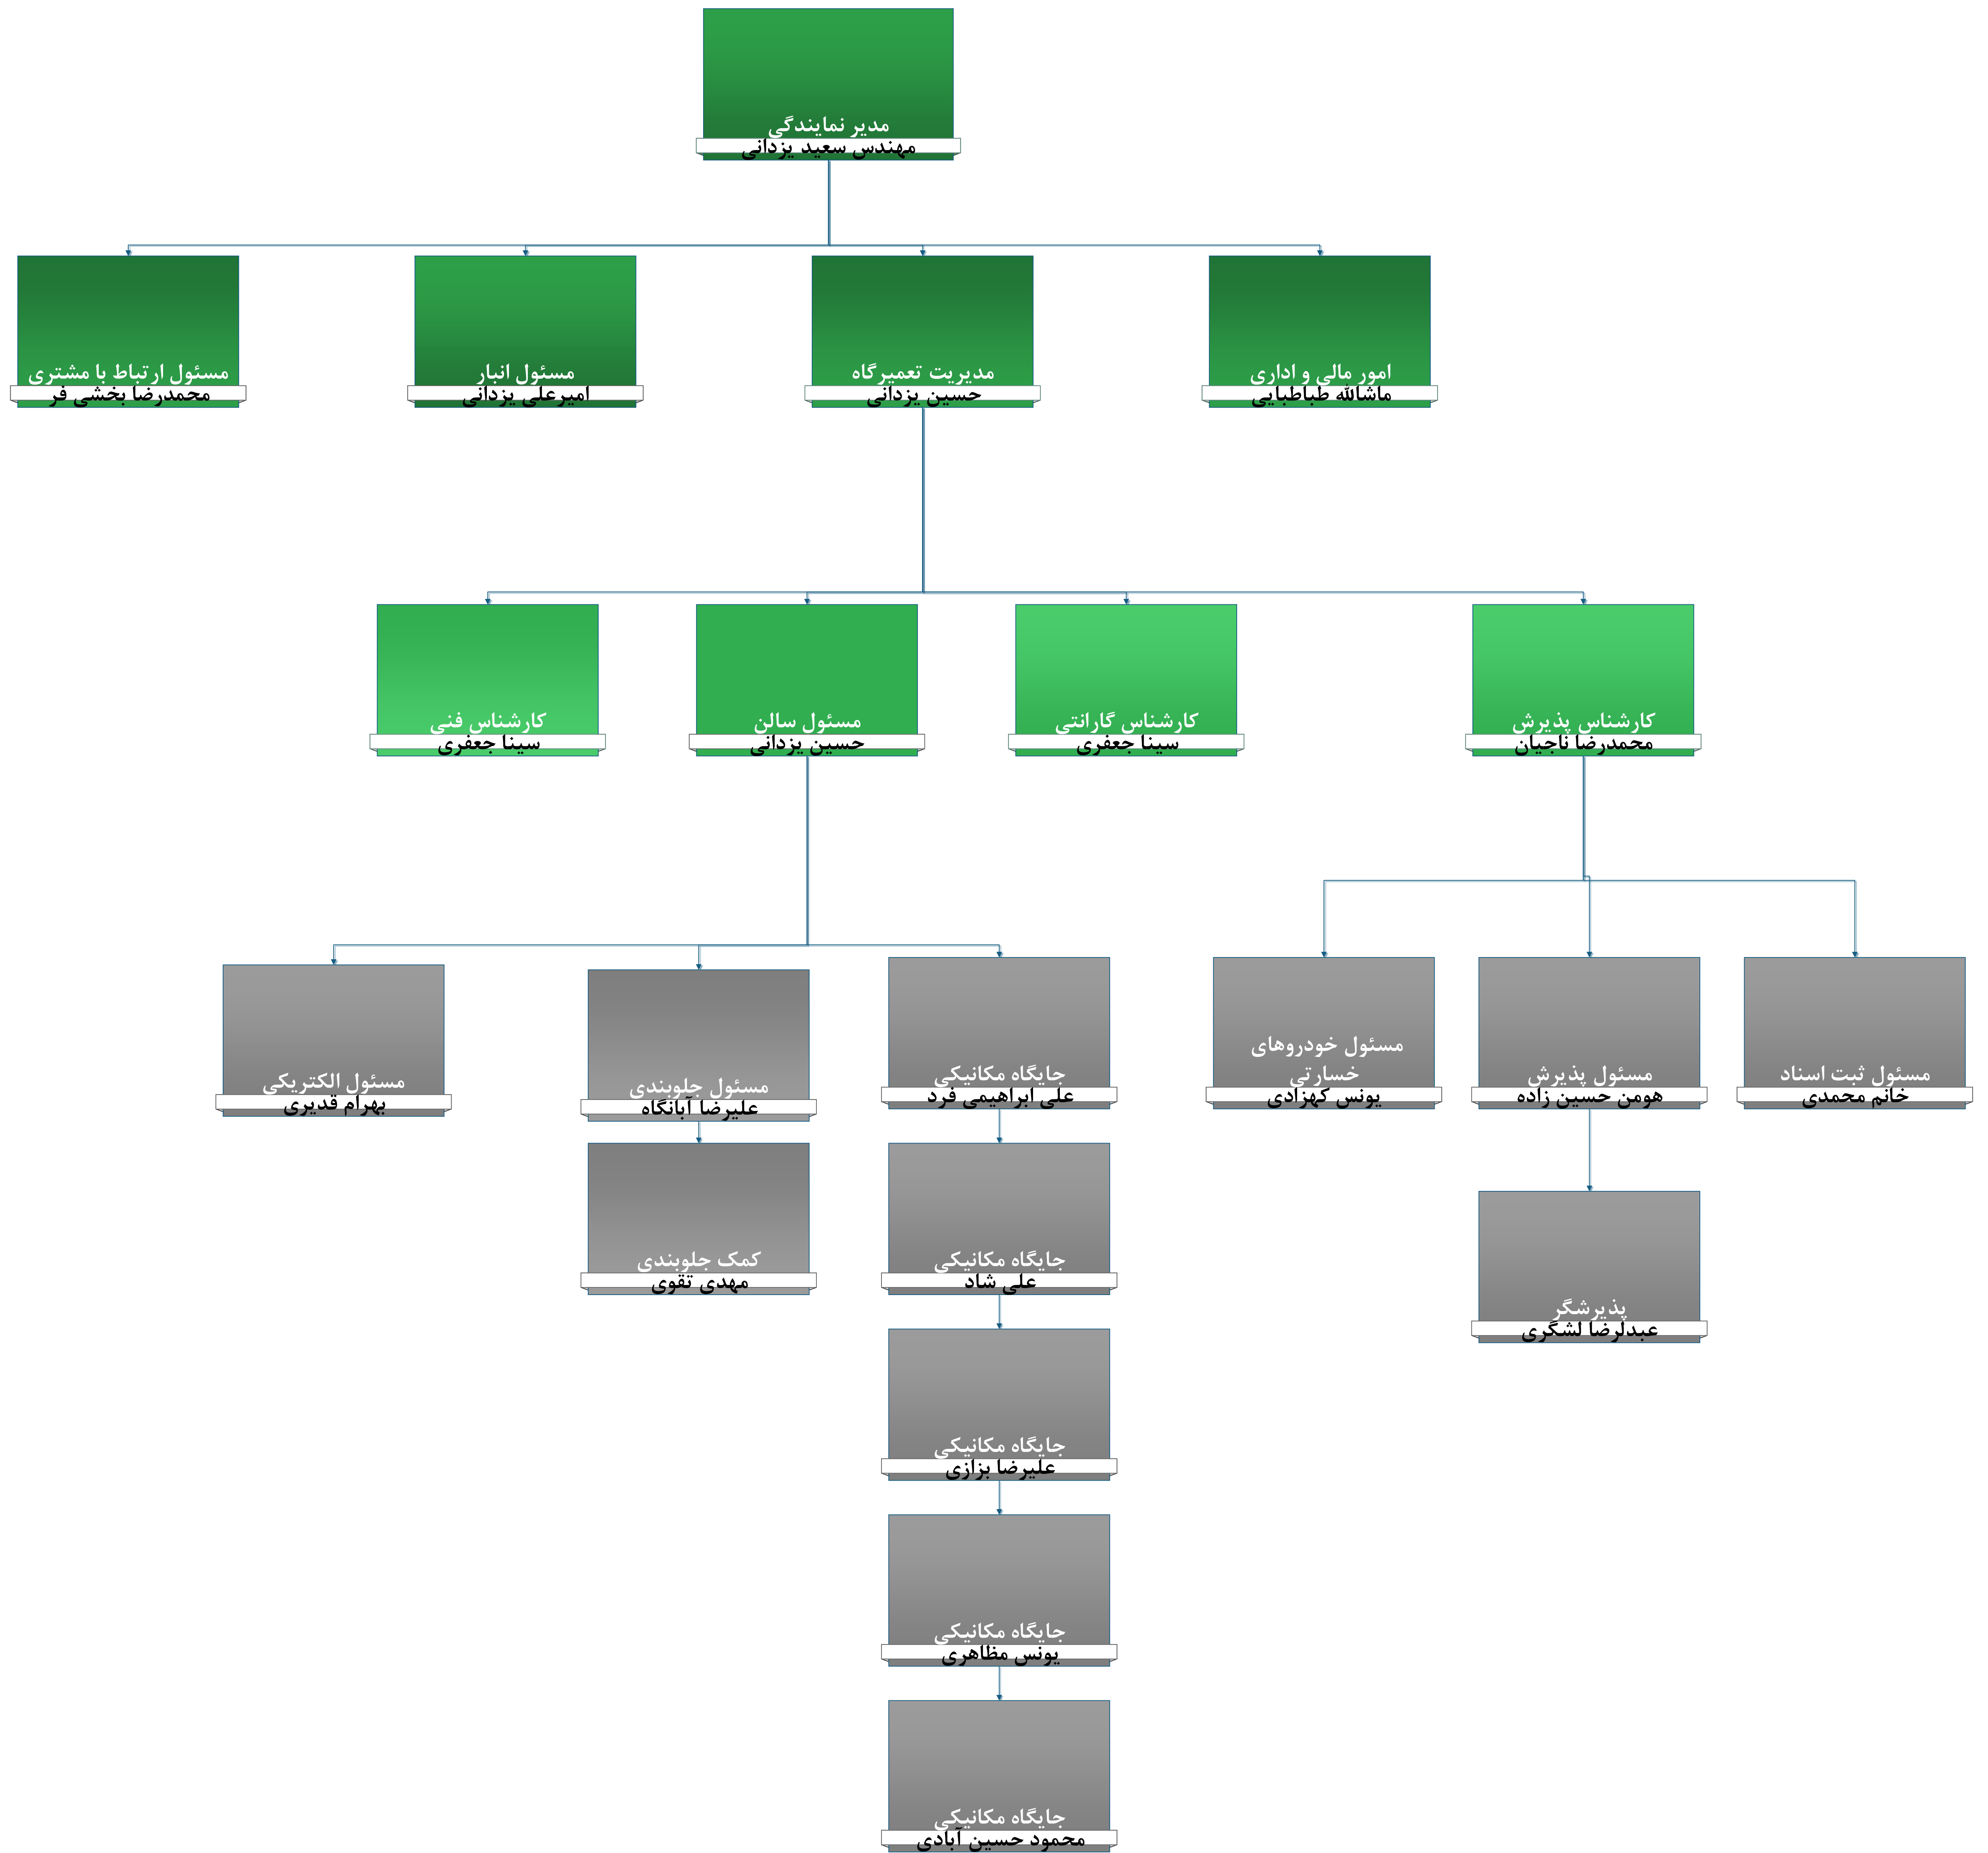 مدیر نمایندگی
مهندس سعید یزدانی
امور مالی و اداری
ماشالله طباطبایی
مدیریت تعمیرگاه
حسین یزدانی
مسئول انبار
امیرعلی یزدانی
مسئول ارتباط با مشتری
محمدرضا بخشی فر
کارشناس پذیرش
محمدرضا ناجیان
کارشناس گارانتی
سینا جعفری
مسئول سالن
حسین یزدانی
کارشناس فنی
سینا جعفری
مسئول ثبت اسناد
خانم محمدی
مسئول پذیرش
هومن حسین زاده
مسئول خودروهای
خسارتی
یونس کهزادی
جایگاه مکانیکی
علی ابراهیمی فرد
مسئول جلوبندی
علیرضا آبانگاه
مسئول الکتریکی
بهرام قدیری
پذیرشگر
عبدلرضا لشگری
جایگاه مکانیکی
علی شاد
کمک جلوبندی
مهدی تقوی
جایگاه مکانیکی
علیرضا بزازی
جایگاه مکانیکی
یونس مظاهری
جایگاه مکانیکی
محمود حسین آبادی